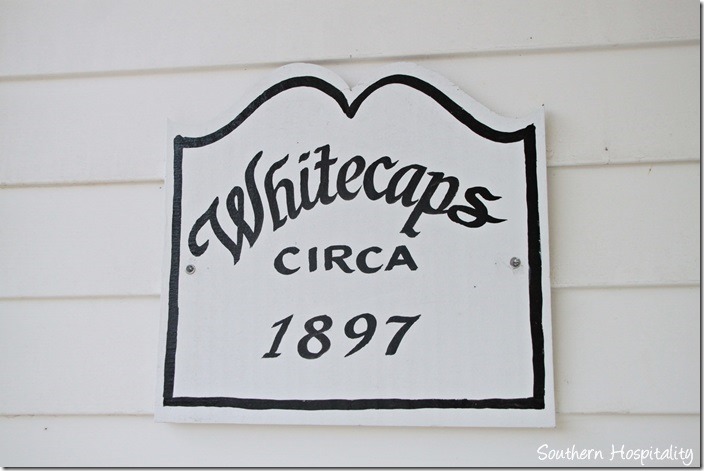 Whitecaps
CIRCA
1897
Southern Hospitality